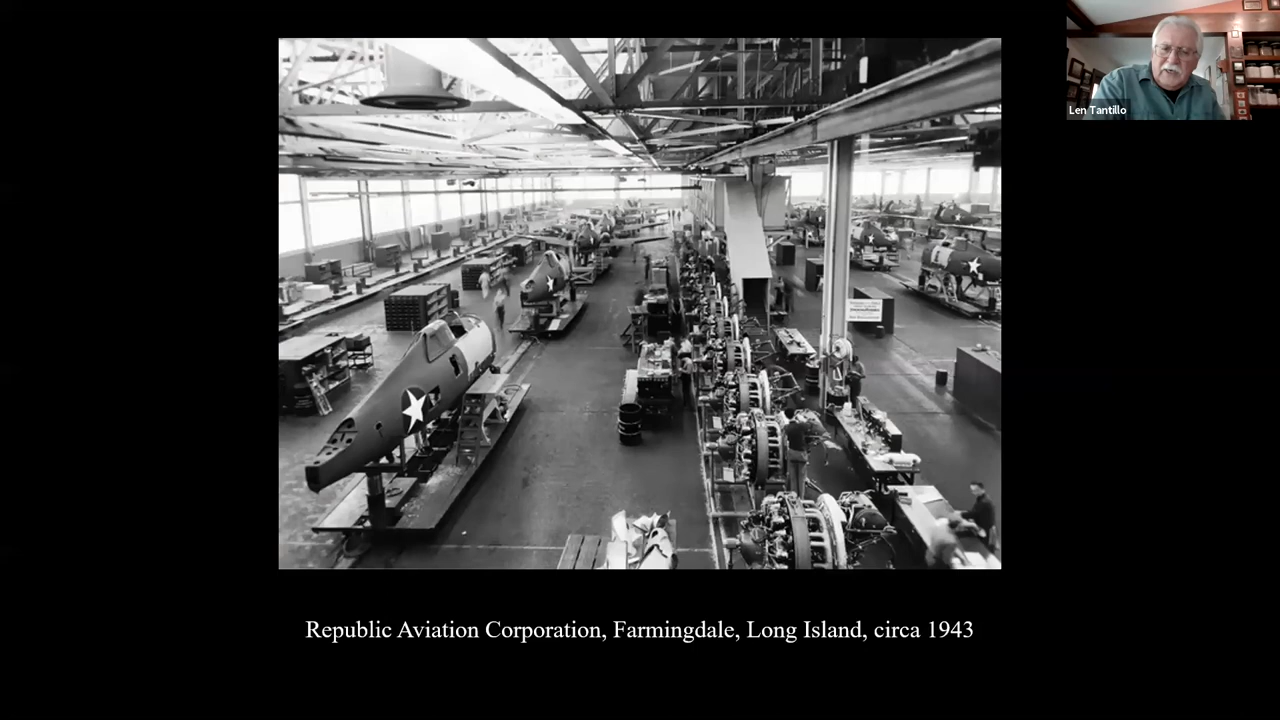 Len Tantillo
Republic Aviation Corporation, Farmingdale, Long Island, circa 1943